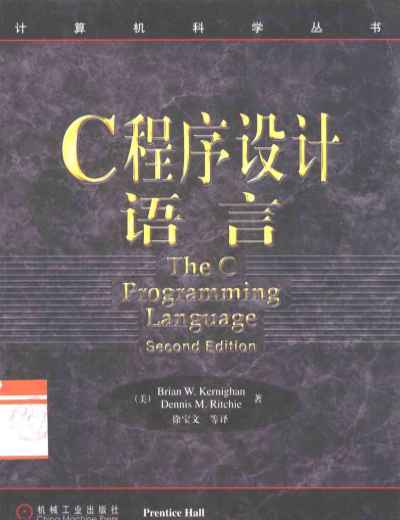 计算机科学丛书
C程序设计
语言
The C
Programming
Language
Second Edition
（美） Brian W. Kernighan 著
Dennis M. Ritchie
徐宝文 等译
机械工业出版社
China Machine Press
Prentice Hall